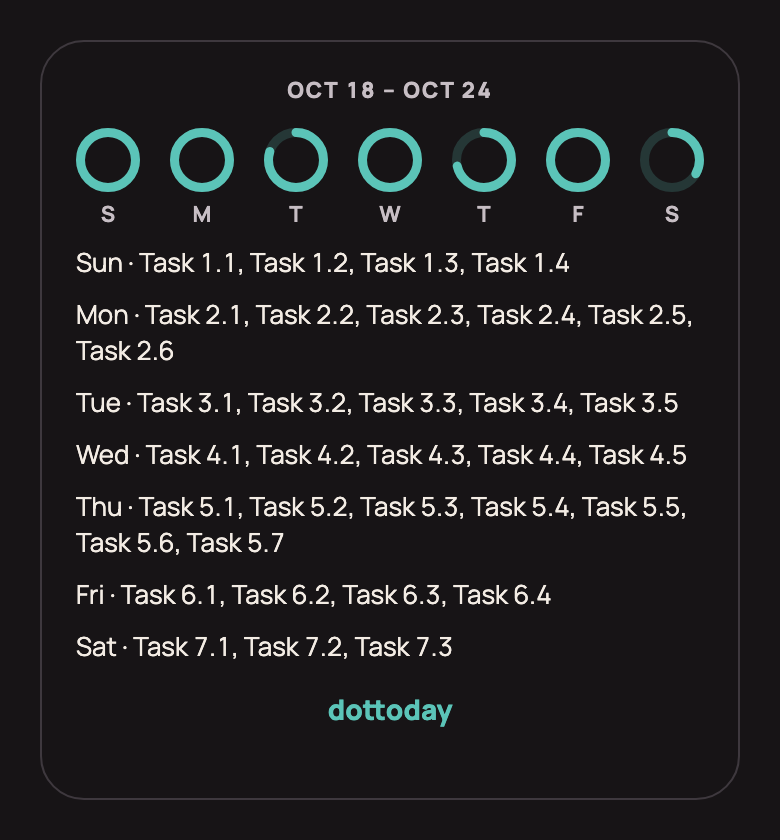 OCT 18 – OCT 24
S M T W T F S
Sun · Task 1.1, Task 1.2, Task 1.3, Task 1.4
Mon · Task 2.1, Task 2.2, Task 2.3, Task 2.4, Task 2.5,
Task 2.6
Tue · Task 3.1, Task 3.2, Task 3.3, Task 3.4, Task 3.5
Wed · Task 4.1, Task 4.2, Task 4.3, Task 4.4, Task 4.5
Thu · Task 5.1, Task 5.2, Task 5.3, Task 5.4, Task 5.5,
Task 5.6, Task 5.7
Fri · Task 6.1, Task 6.2, Task 6.3, Task 6.4
Sat · Task 7.1, Task 7.2, Task 7.3
dottoday